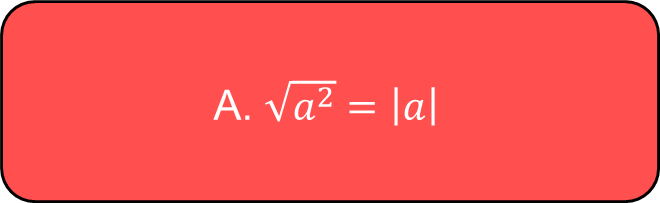 A. √a² = |a|